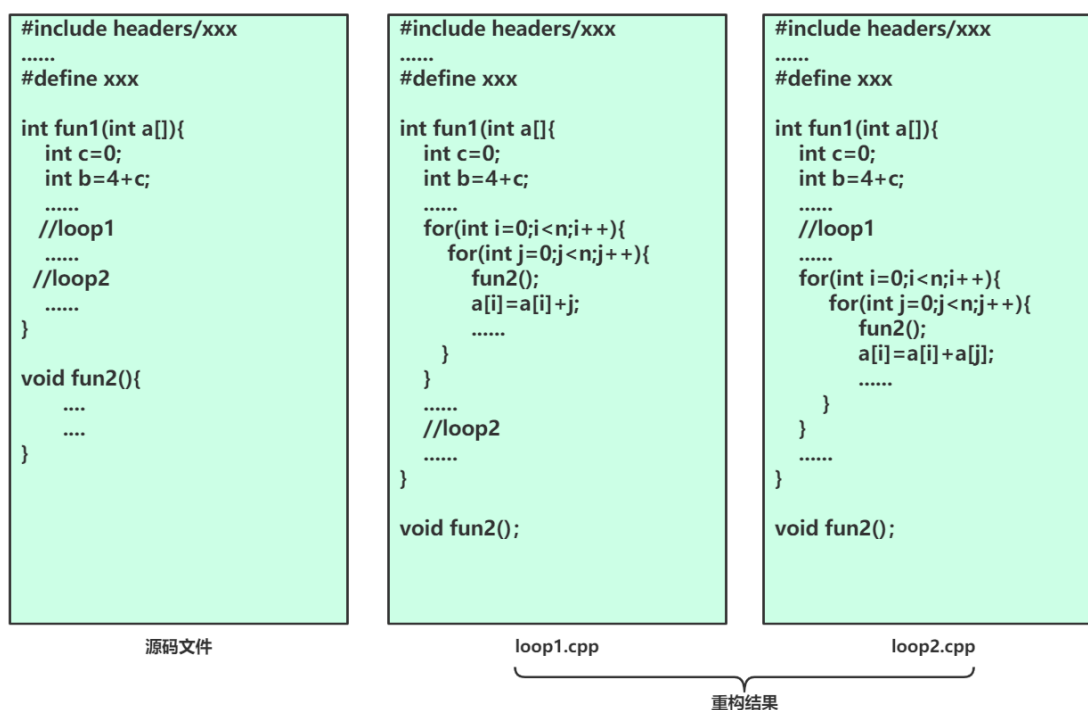 #include headers/xxx
......
#define xxx
int fun1(int a[]){
int c=0;
int b=4+c;
......
//loop1
......
//loop2
......
}
void fun2(){
....
....
}
源码文件
#include headers/xxx
......
#define xxx
int fun1(int a[]{
int c=0;
int b=4+c;
......
for(int i=0;i<n;i++){
for(int j=0;j<n;j++){
fun2();
a[i]=a[i]+j;
......
}
}
......
//loop2
......
}
void fun2();
loop1.cpp
#include headers/xxx
......
#define xxx
int fun1(int a[]){
int c=0;
int b=4+c;
......
//loop1
......
for(int i=0;i<n;i++){
for(int j=0;j<n;j++){
fun2();
a[i]=a[i]+a[j];
......
}
}
......
}
void fun2();
loop2.cpp
重构结果